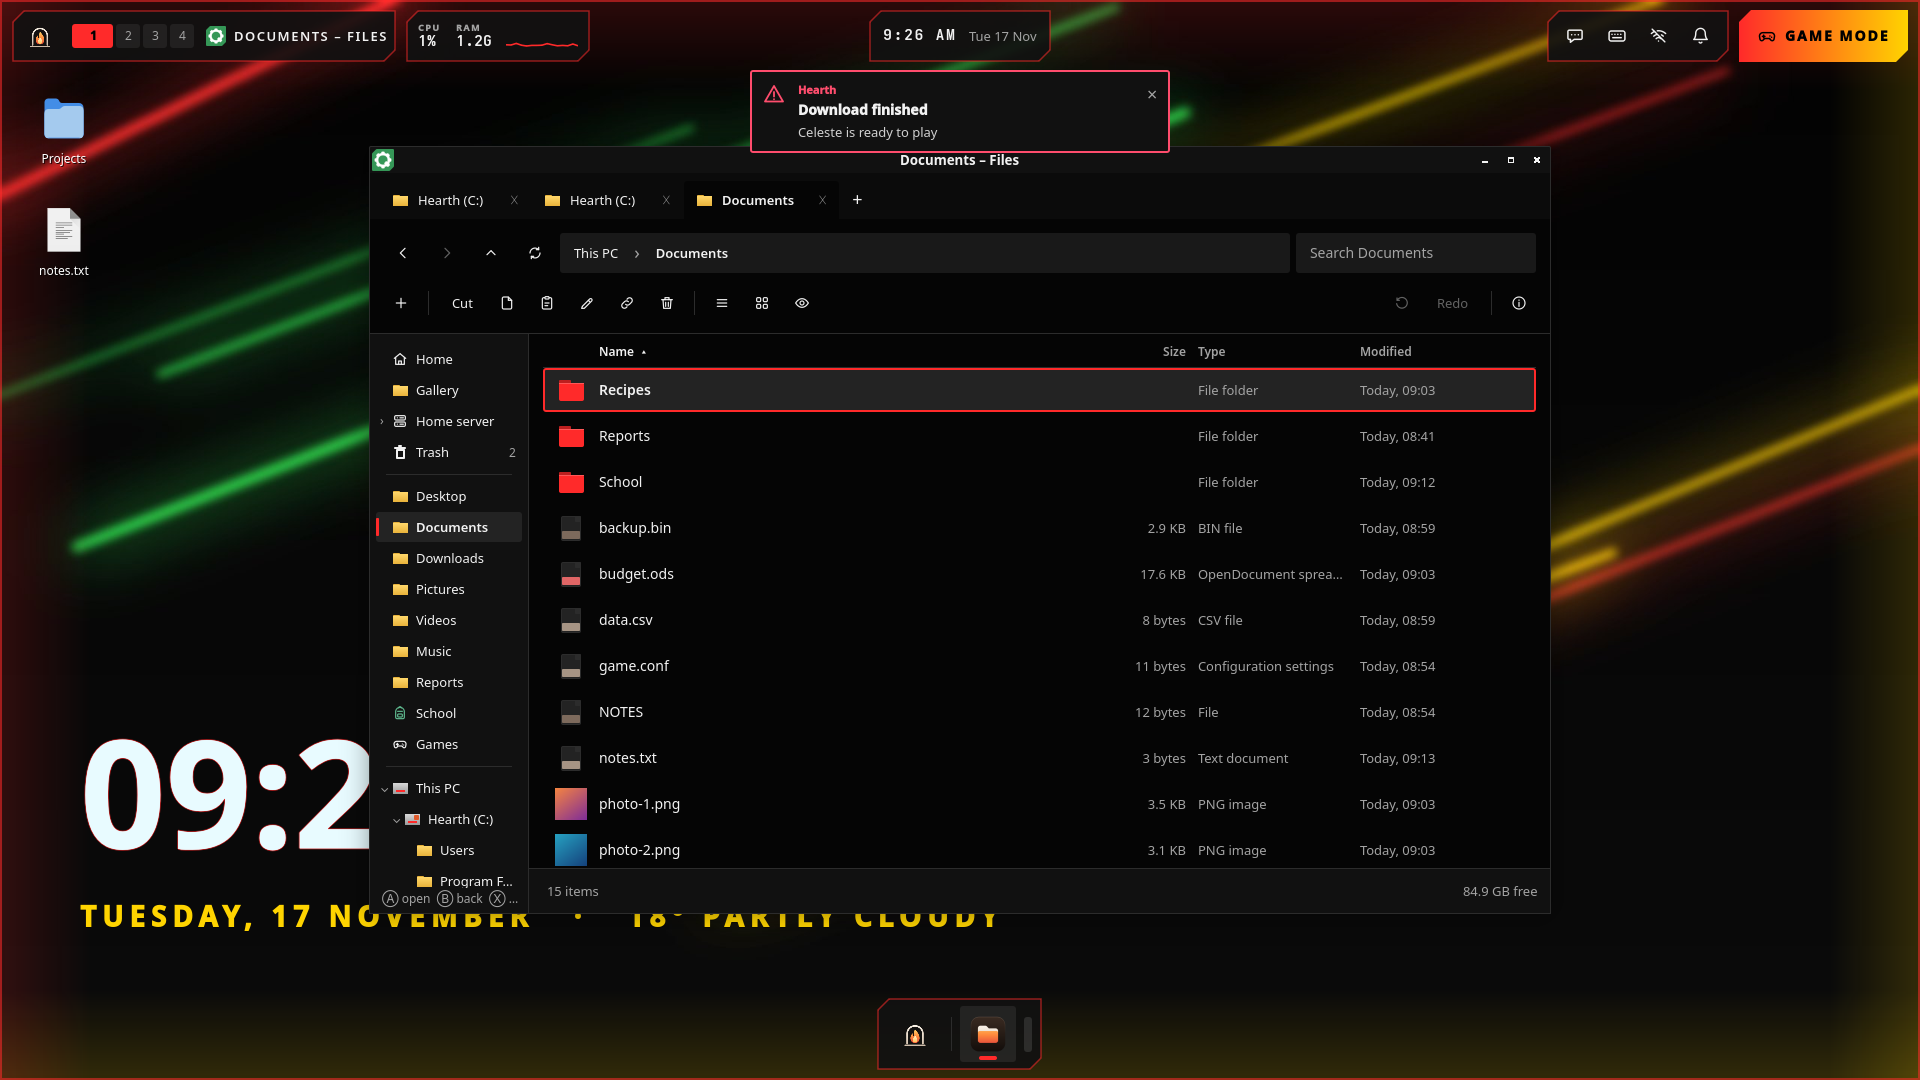 1 2 3 4 DOCUMENTS – FILES
CPU 1%
RAM 1.2G
9:26 AM Tue 17 Nov
GAME MODE
Hearth
Download finished
Celeste is ready to play
Projects
notes.txt
Documents – Files
Hearth (C:) X
Hearth (C:) X
Documents X +
This PC › Documents
Search Documents
Cut
Redo
Home
Gallery
Home server
Trash 2
Desktop
Documents
Downloads
Pictures
Videos
Music
Reports
School
Games
This PC
Hearth (C:)
Users
Program F...
A open B back X ...
Name Size Type Modified
Recipes File folder Today, 09:03
Reports File folder Today, 08:41
School File folder Today, 09:12
backup.bin 2.9 KB BIN file Today, 08:59
budget.ods 17.6 KB OpenDocument sprea... Today, 09:03
data.csv 8 bytes CSV file Today, 08:59
game.conf 11 bytes Configuration settings Today, 08:54
NOTES 12 bytes File Today, 08:54
notes.txt 3 bytes Text document Today, 09:13
photo-1.png 3.5 KB PNG image Today, 09:03
photo-2.png 3.1 KB PNG image Today, 09:03
15 items
84.9 GB free
09:2
TUESDAY, 17 NOVEMBER · 18° PARTLY CLOUDY